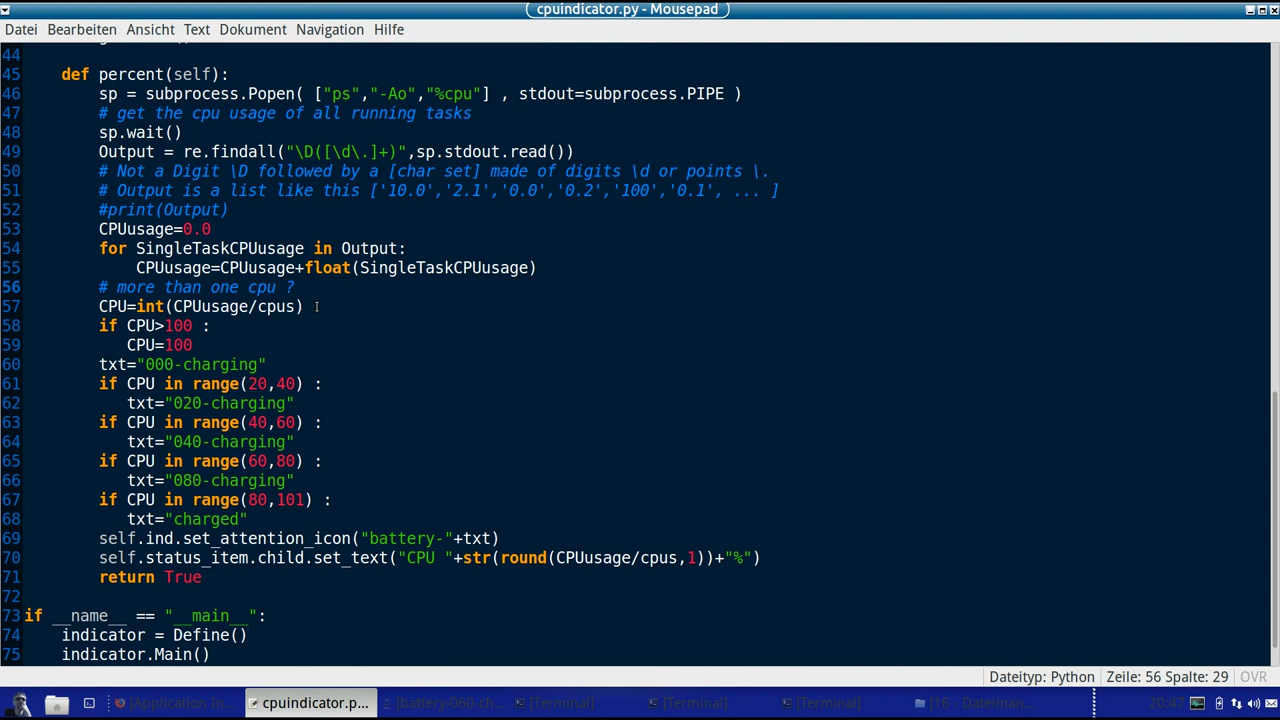 cpuindicator.py - Mousepad
Datei Bearbeiten Ansicht Text Dokument Navigation Hilfe
44
45 def percent(self):
46 sp = subprocess.Popen( ["ps","-Ao","%cpu"] , stdout=subprocess.PIPE )
47 # get the cpu usage of all running tasks
48 sp.wait()
49 Output = re.findall("\D([\d\.]+)",sp.stdout.read())
50 # Not a Digit \D followed by a [char set] made of digits \d or points \.
51 # Output is a list like this ['10.0','2.1','0.0','0.2','100','0.1', ... ]
52 #print(Output)
53 CPUusage=0.0
54 for SingleTaskCPUusage in Output:
55 CPUusage=CPUusage+float(SingleTaskCPUusage)
56 # more than one cpu ?
57 CPU=int(CPUusage/cpus)
58 if CPU>100 :
59 CPU=100
60 txt="000-charging"
61 if CPU in range(20,40) :
62 txt="020-charging"
63 if CPU in range(40,60) :
64 txt="040-charging"
65 if CPU in range(60,80) :
66 txt="080-charging"
67 if CPU in range(80,101) :
68 txt="charged"
69 self.ind.set_attention_icon("battery-"+txt)
70 self.status_item.child.set_text("CPU "+str(round(CPUusage/cpus,1))+"%")
71 return True
72
73 if __name__ == "__main__":
74 indicator = Define()
75 indicator.Main()
Dateityp: Python Zeile: 56 Spalte: 29 OVR
[Application In... cpuindicator.p... [battery-060-ch... [Terminal] [Terminal] [Terminal] [16 - Dateiman... 20:47